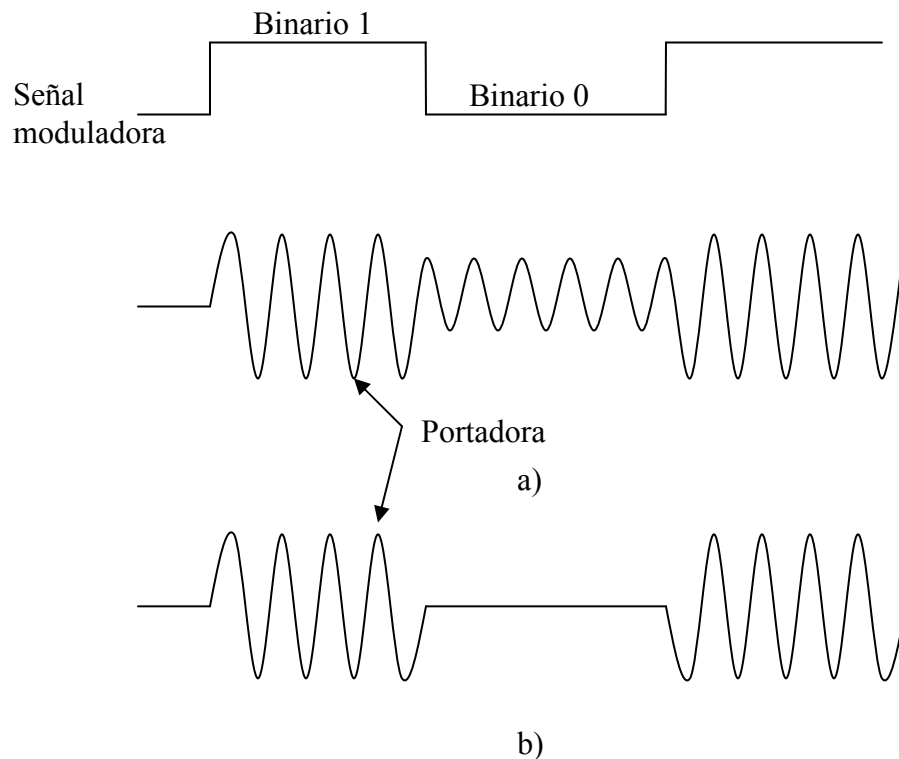 Binario 1
Señal
moduladora
Binario 0
Portadora
a)
b)